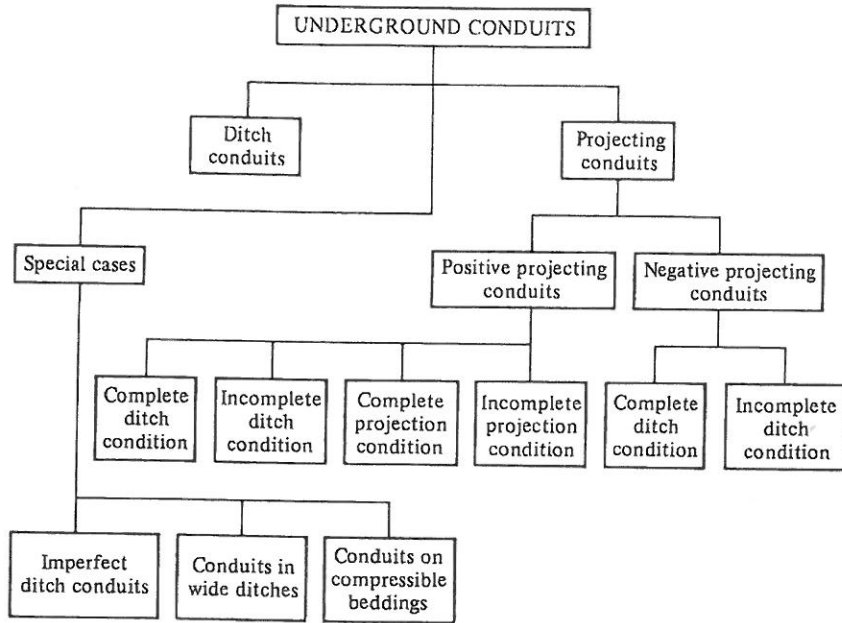 UNDERGROUND CONDUITS
Ditch
conduits
Projecting
conduits
Special cases
Positive projecting
conduits
Negative projecting
conduits
Complete
ditch
condition
Incomplete
ditch
condition
Complete
projection
condition
Incomplete
projection
condition
Complete
ditch
condition
Incomplete
ditch
condition
Imperfect
ditch conduits
Conduits in
wide ditches
Conduits on
compressible
beddings